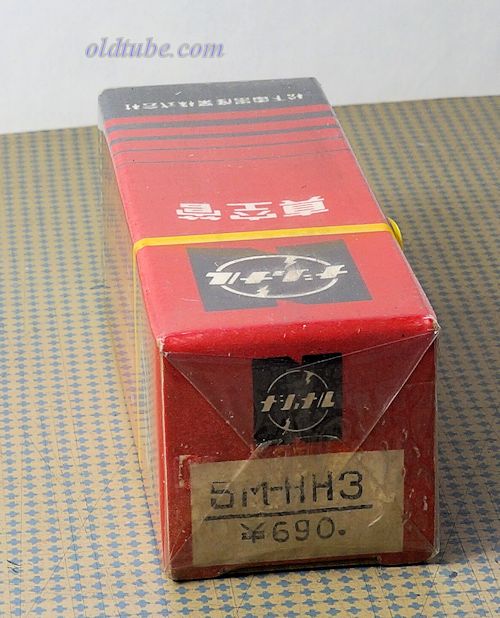 oldtube.com
松下電器産業株式会社
真空管
ナショナル
ナショナル
5M-HH3
¥690.